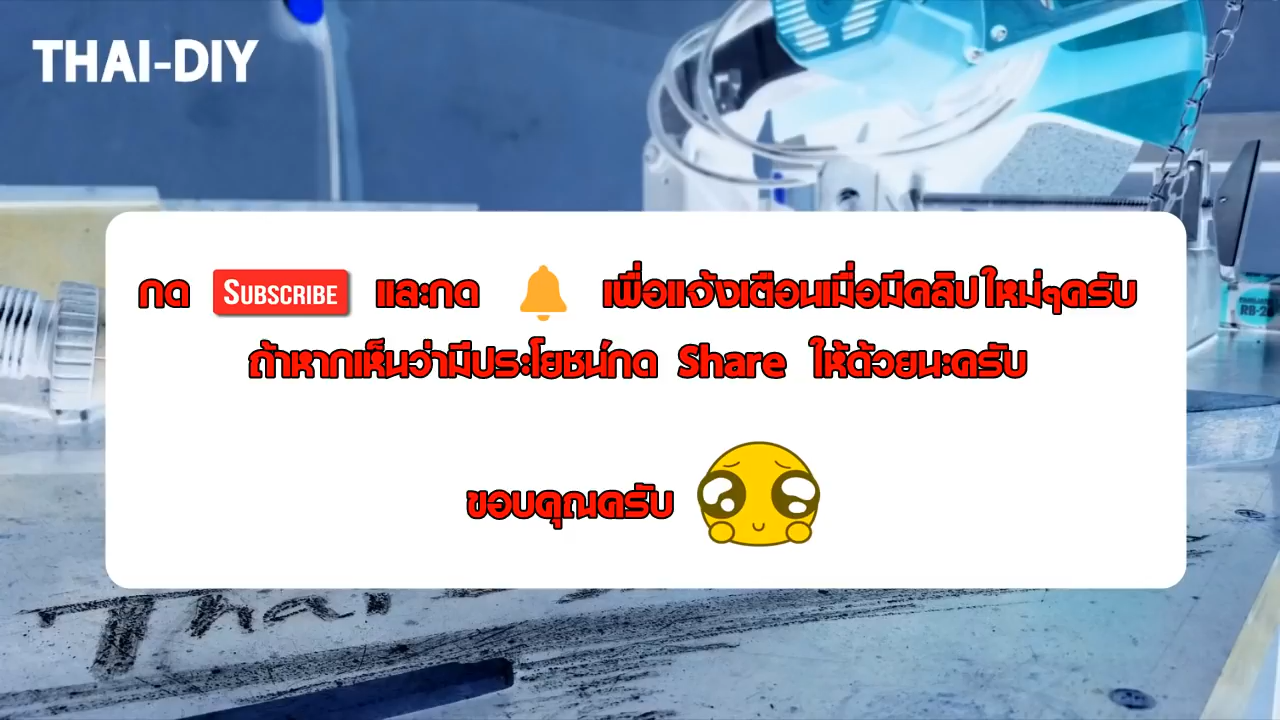 THAI-DIY
กด SUBSCRIBE และกด เพื่อแจ้งเตือนเมื่อมีคลิปใหม่ๆครับ
ถ้าหากเห็นว่ามีประโยชน์กด Share ให้ด้วยนะครับ
ขอบคุณครับ
Thai